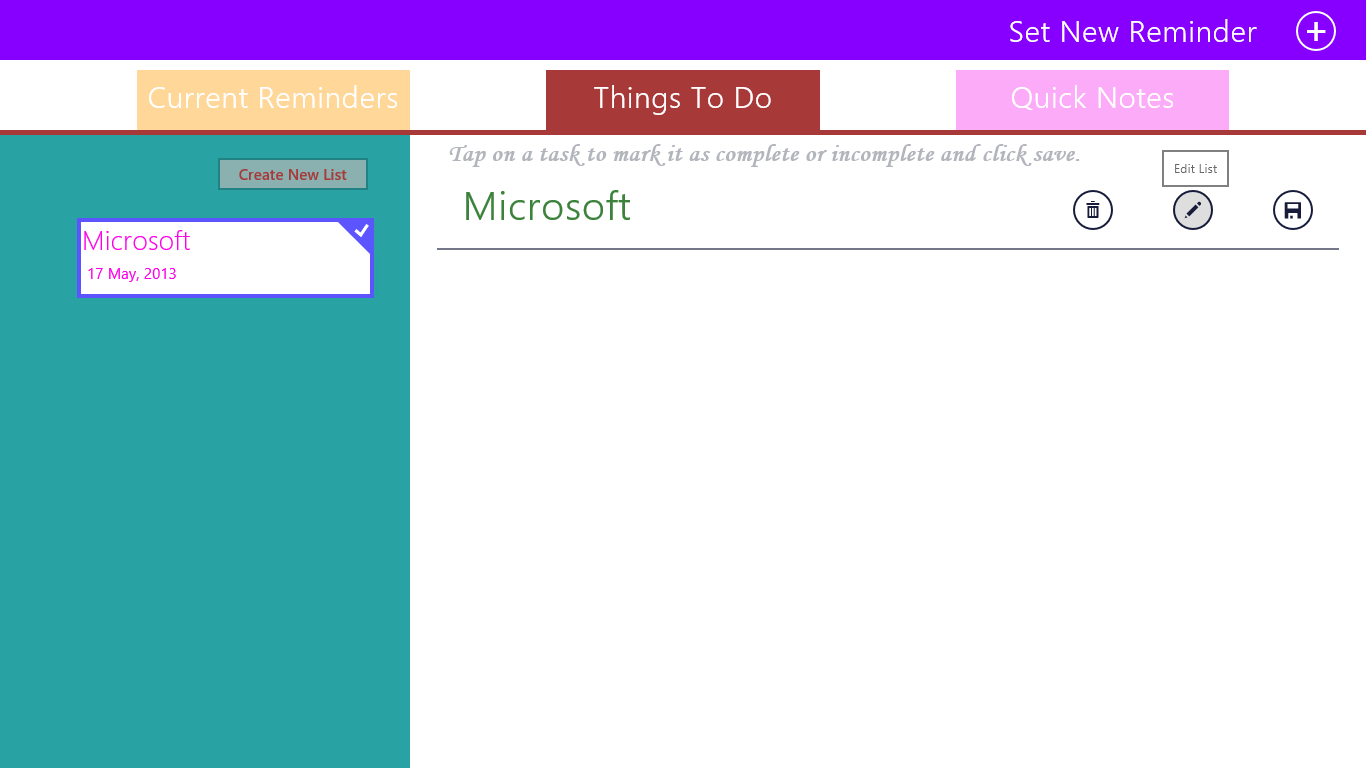 Set New Reminder
Current Reminders
Things To Do
Quick Notes
Create New List
Microsoft
17 May, 2013
Tap on a task to mark it as complete or incomplete and click save.
Edit List
Microsoft